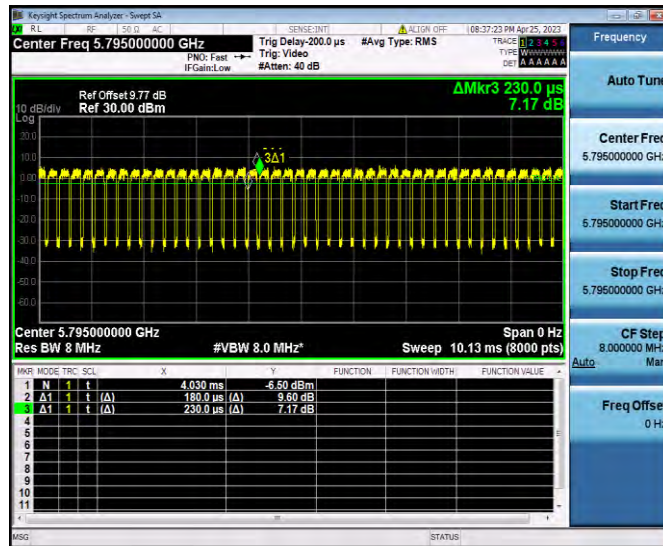 Keysight Spectrum Analyzer - Swept SA
RL RF 50 Ω AC SENSE:INT ALIGN OFF 08:37:23 PM Apr 25, 2023
Center Freq 5.795000000 GHz
PNO: Fast
IFGain:Low
Trig Delay-200.0 µs
Trig: Video
#Atten: 40 dB
#Avg Type: RMS
TRACE 1 2 3 4 5
TYPE W
DET A A A A A A
Frequency
Auto Tune
Center Freq
5.795000000 GHz
Start Freq
5.795000000 GHz
Stop Freq
5.795000000 GHz
CF Step
8.000000 MHz
Auto Man
Freq Offset
0 Hz
ΔMkr3 230.0 µs
7.17 dB
Ref Offset 9.77 dB
10 dB/div Ref 30.00 dBm
Log
20.0
10.0
0.00
-10.0
-20.0
-30.0
-40.0
-50.0
-60.0
3Δ1
Center 5.795000000 GHz Span 0 Hz
Res BW 8 MHz #VBW 8.0 MHz* Sweep 10.13 ms (8000 pts)
MKR MODE TRC SCL X Y FUNCTION FUNCTION WIDTH FUNCTION VALUE
1 N 1 t 4.030 ms -6.50 dBm
2 Δ1 1 t (Δ) 180.0 µs (Δ) 9.60 dB
3 Δ1 1 t (Δ) 230.0 µs (Δ) 7.17 dB
4
5
6
7
8
9
10
11
MSG STATUS